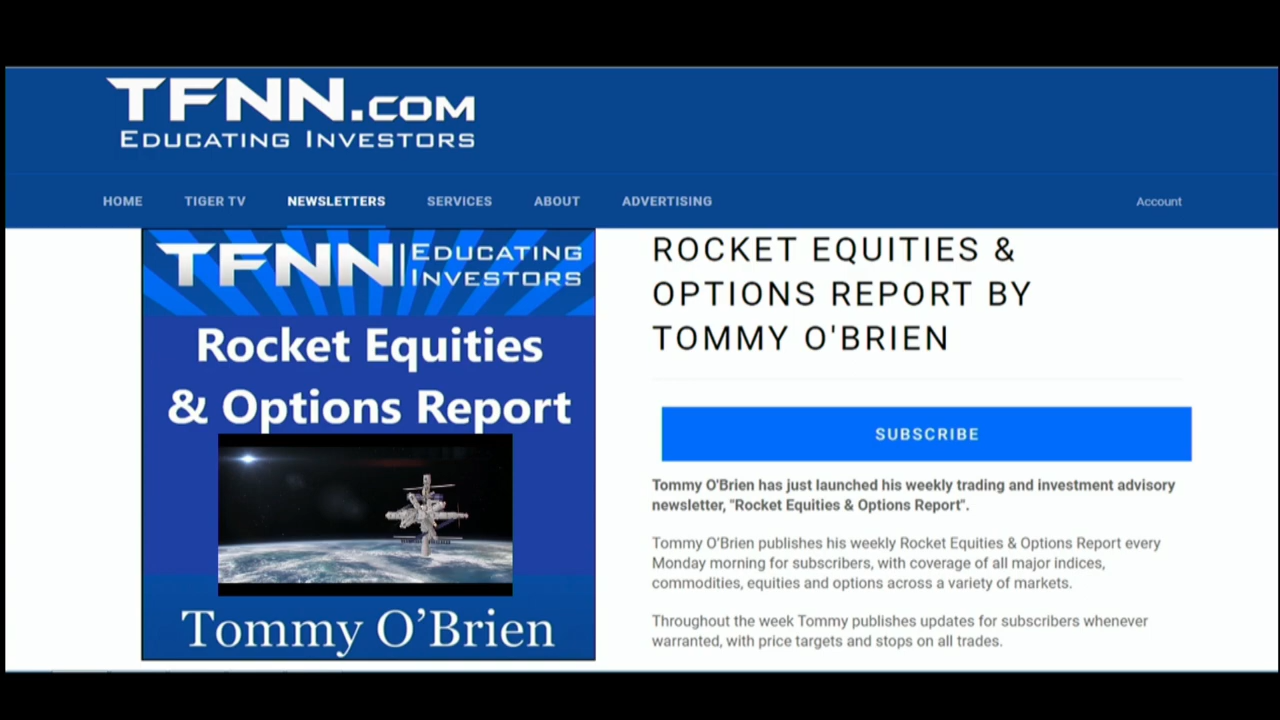 TFNN.COM
EDUCATING INVESTORS
HOME TIGER TV NEWSLETTERS SERVICES ABOUT ADVERTISING Account
TFNN | EDUCATING
INVESTORS
Rocket Equities
& Options Report
Tommy O’Brien
ROCKET EQUITIES &
OPTIONS REPORT BY
TOMMY O'BRIEN
SUBSCRIBE
Tommy O'Brien has just launched his weekly trading and investment advisory
newsletter, "Rocket Equities & Options Report".
Tommy O'Brien publishes his weekly Rocket Equities & Options Report every
Monday morning for subscribers, with coverage of all major indices,
commodities, equities and options across a variety of markets.
Throughout the week Tommy publishes updates for subscribers whenever
warranted, with price targets and stops on all trades.